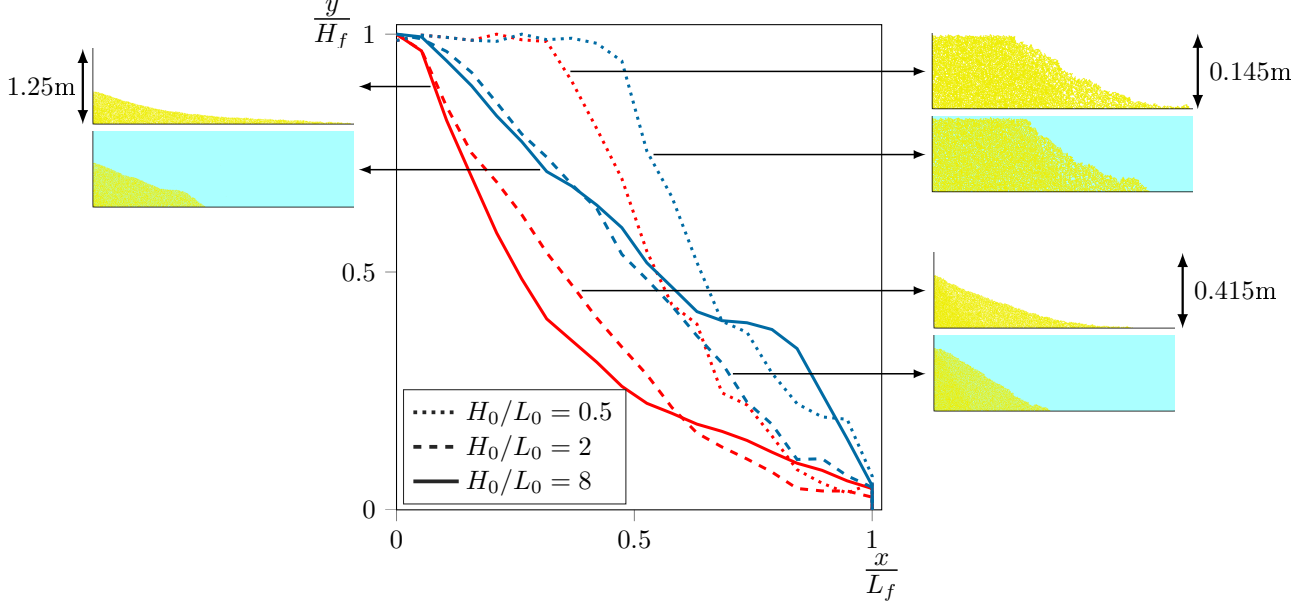 y
H_f
1
0.5
0
0
0.5
1
x
L_f
H_0/L_0 = 0.5
H_0/L_0 = 2
H_0/L_0 = 8
1.25m
0.145m
0.415m